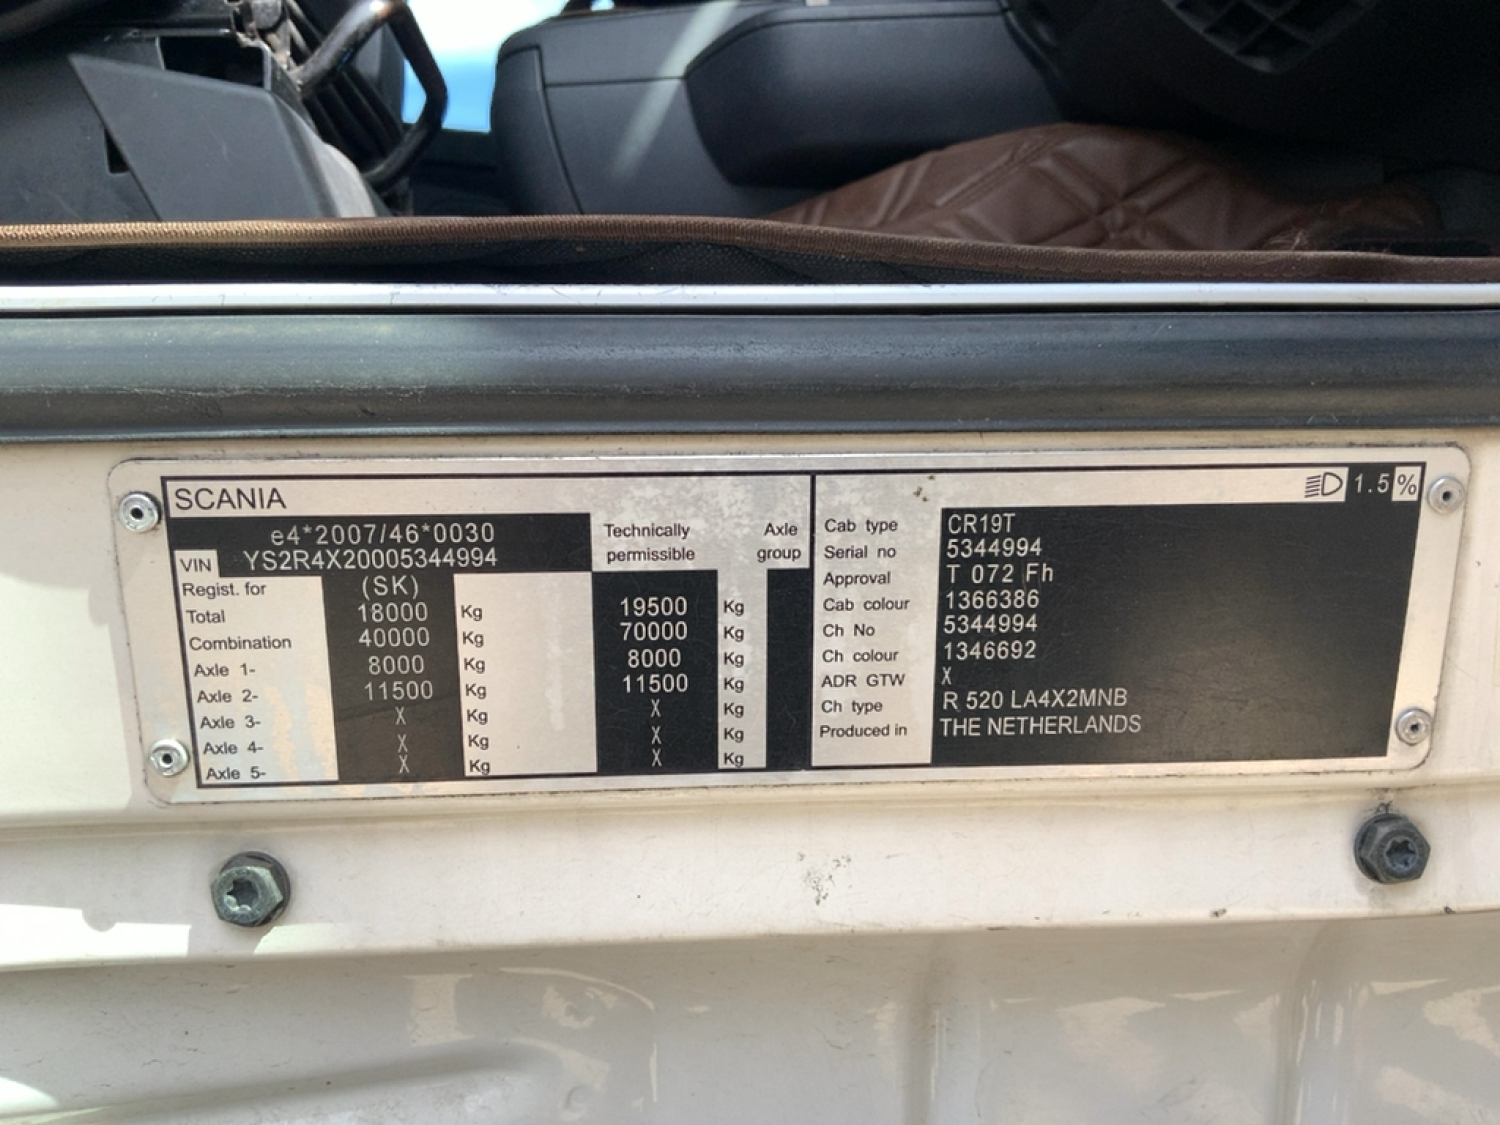 SCANIA
1.5 %
e4*2007/46*0030
VIN YS2R4X20005344994
Technically permissible
Axle group
Regist. for (SK)
Total 18000 Kg 19500 Kg
Combination 40000 Kg 70000 Kg
Axle 1- 8000 Kg 8000 Kg
Axle 2- 11500 Kg 11500 Kg
Axle 3- X Kg X Kg
Axle 4- X Kg X Kg
Axle 5- X Kg X Kg
Cab type CR19T
Serial no 5344994
Approval T 072 Fh
Cab colour 1366386
Ch No 5344994
Ch colour 1346692
ADR GTW X
Ch type R 520 LA4X2MNB
Produced in THE NETHERLANDS